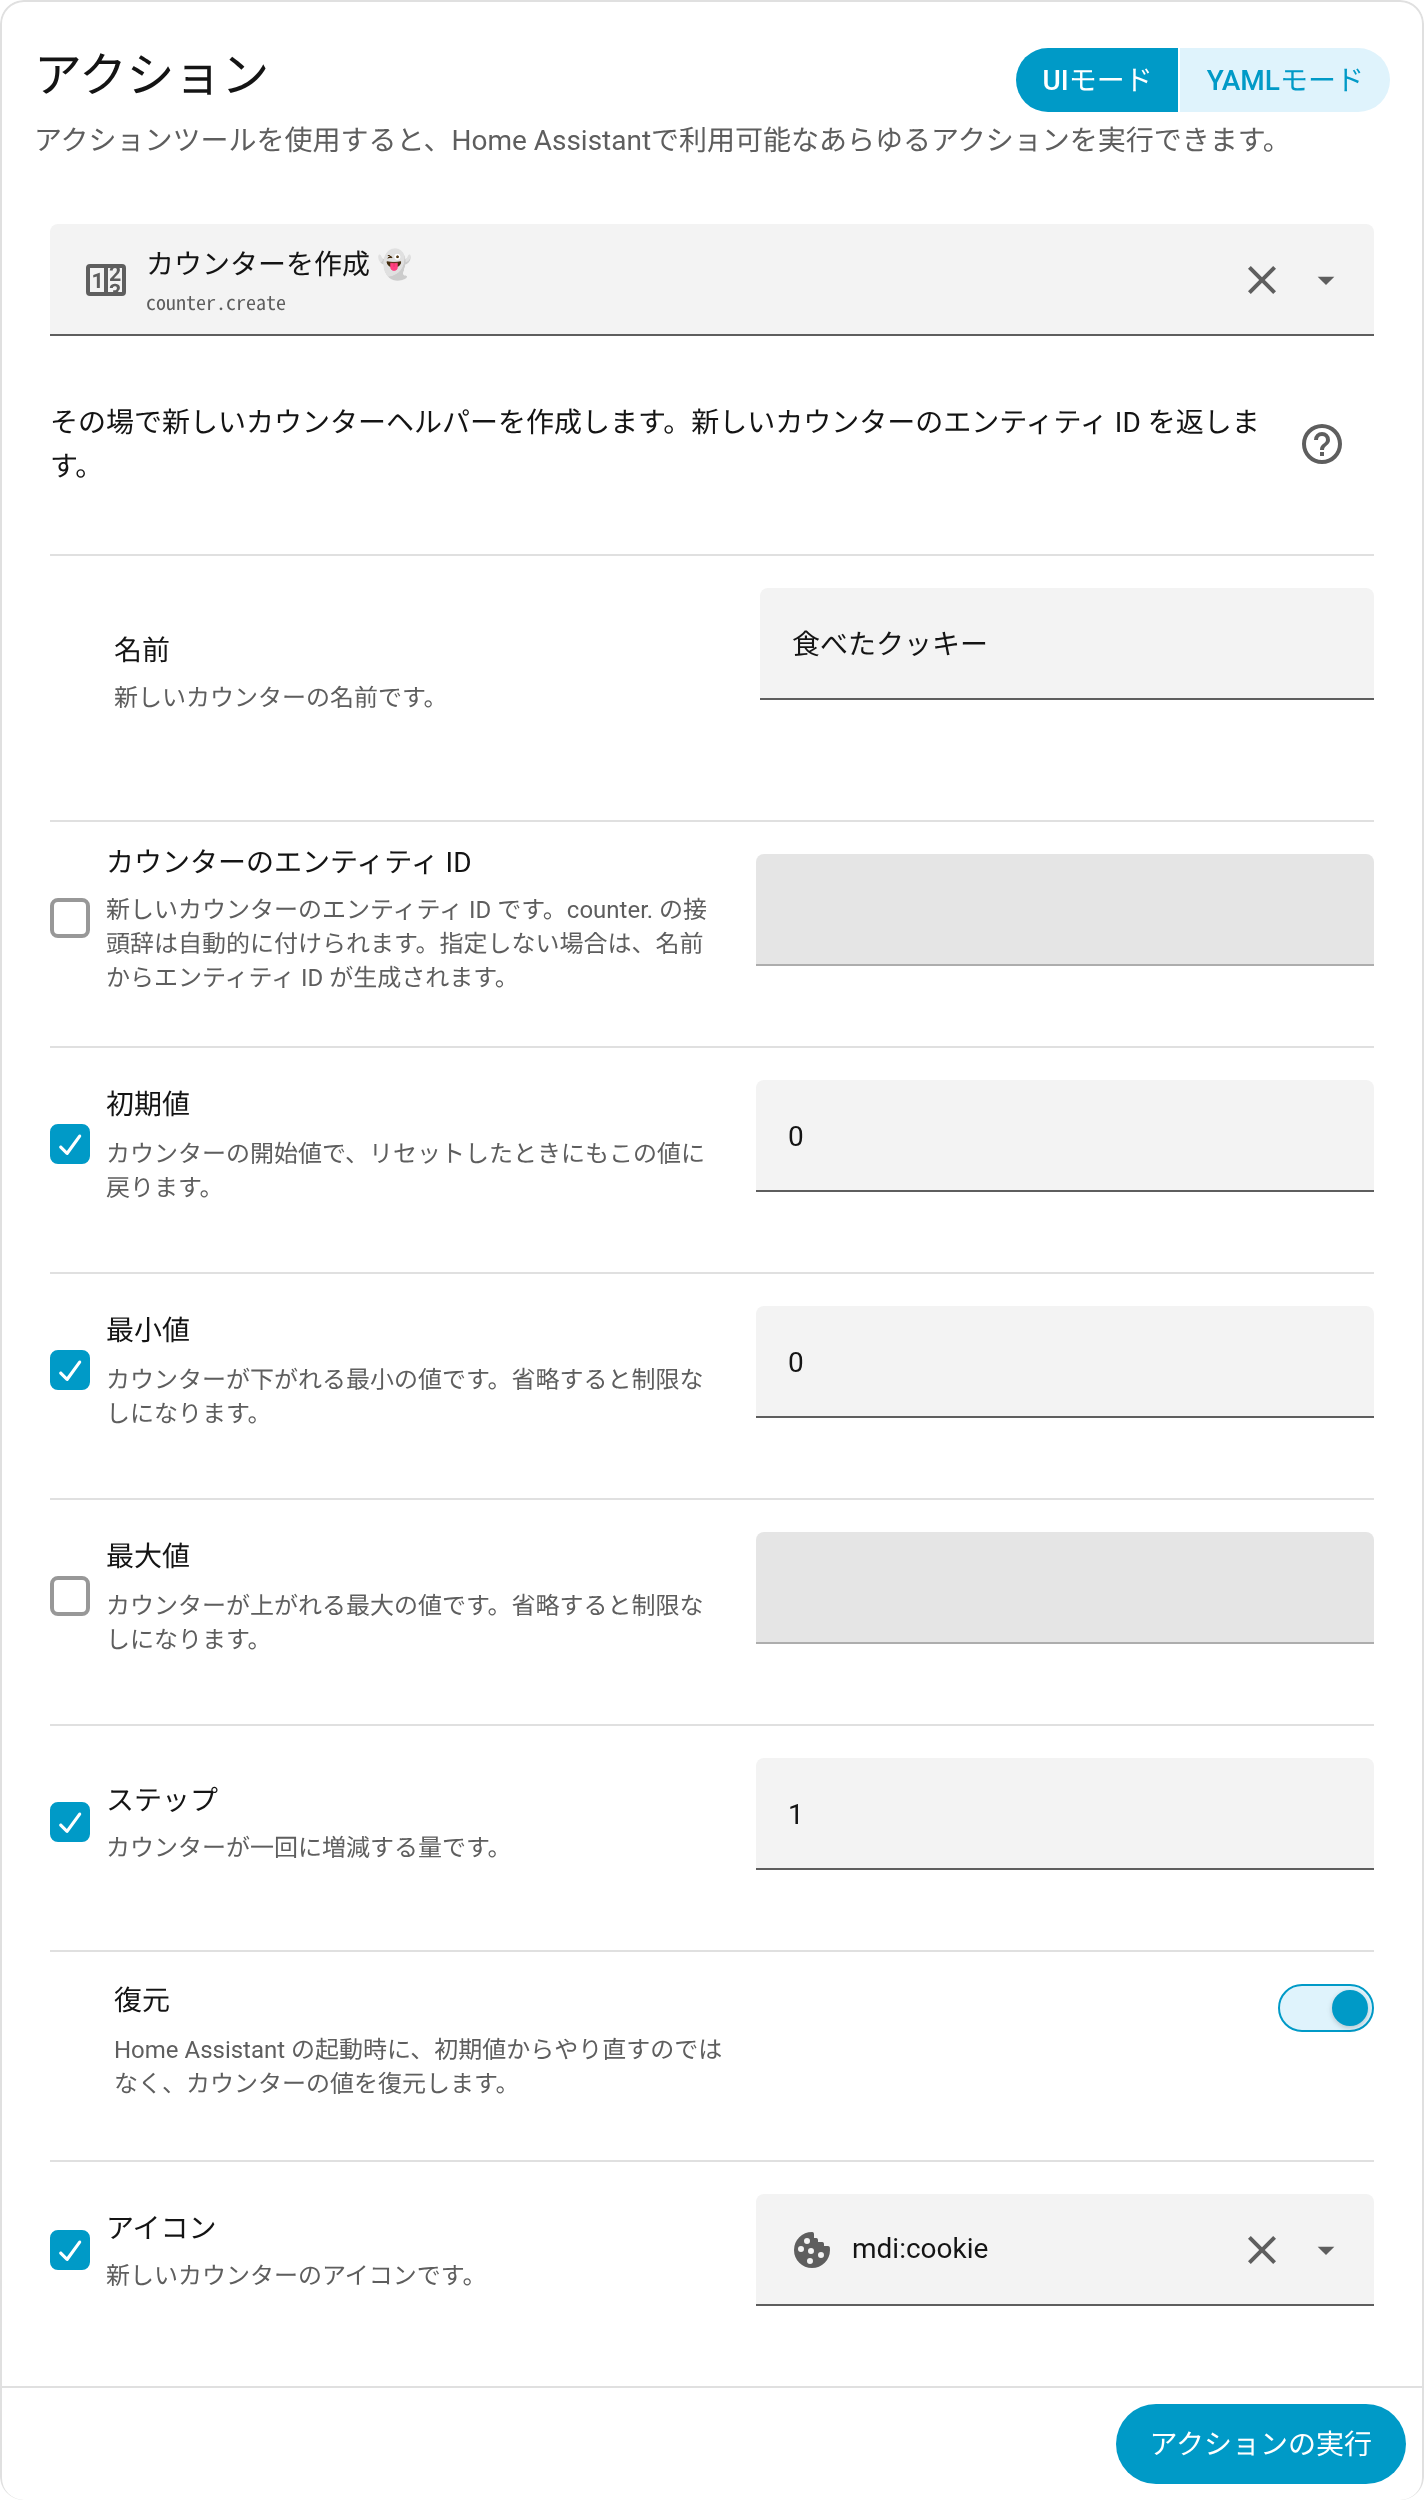 アクション
UIモード
YAMLモード
アクションツールを使用すると、Home Assistantで利用可能なあらゆるアクションを実行できます。
カウンターを作成 👻
counter.create
その場で新しいカウンターヘルパーを作成します。新しいカウンターのエンティティ ID を返しま
す。
名前
新しいカウンターの名前です。
食べたクッキー
カウンターのエンティティ ID
新しいカウンターのエンティティ ID です。counter. の接
頭辞は自動的に付けられます。指定しない場合は、名前
からエンティティ ID が生成されます。
初期値
カウンターの開始値で、リセットしたときにもこの値に
戻ります。
0
最小値
カウンターが下がれる最小の値です。省略すると制限な
しになります。
0
最大値
カウンターが上がれる最大の値です。省略すると制限な
しになります。
ステップ
カウンターが一回に増減する量です。
1
復元
Home Assistant の起動時に、初期値からやり直すのでは
なく、カウンターの値を復元します。
アイコン
新しいカウンターのアイコンです。
mdi:cookie
アクションの実行